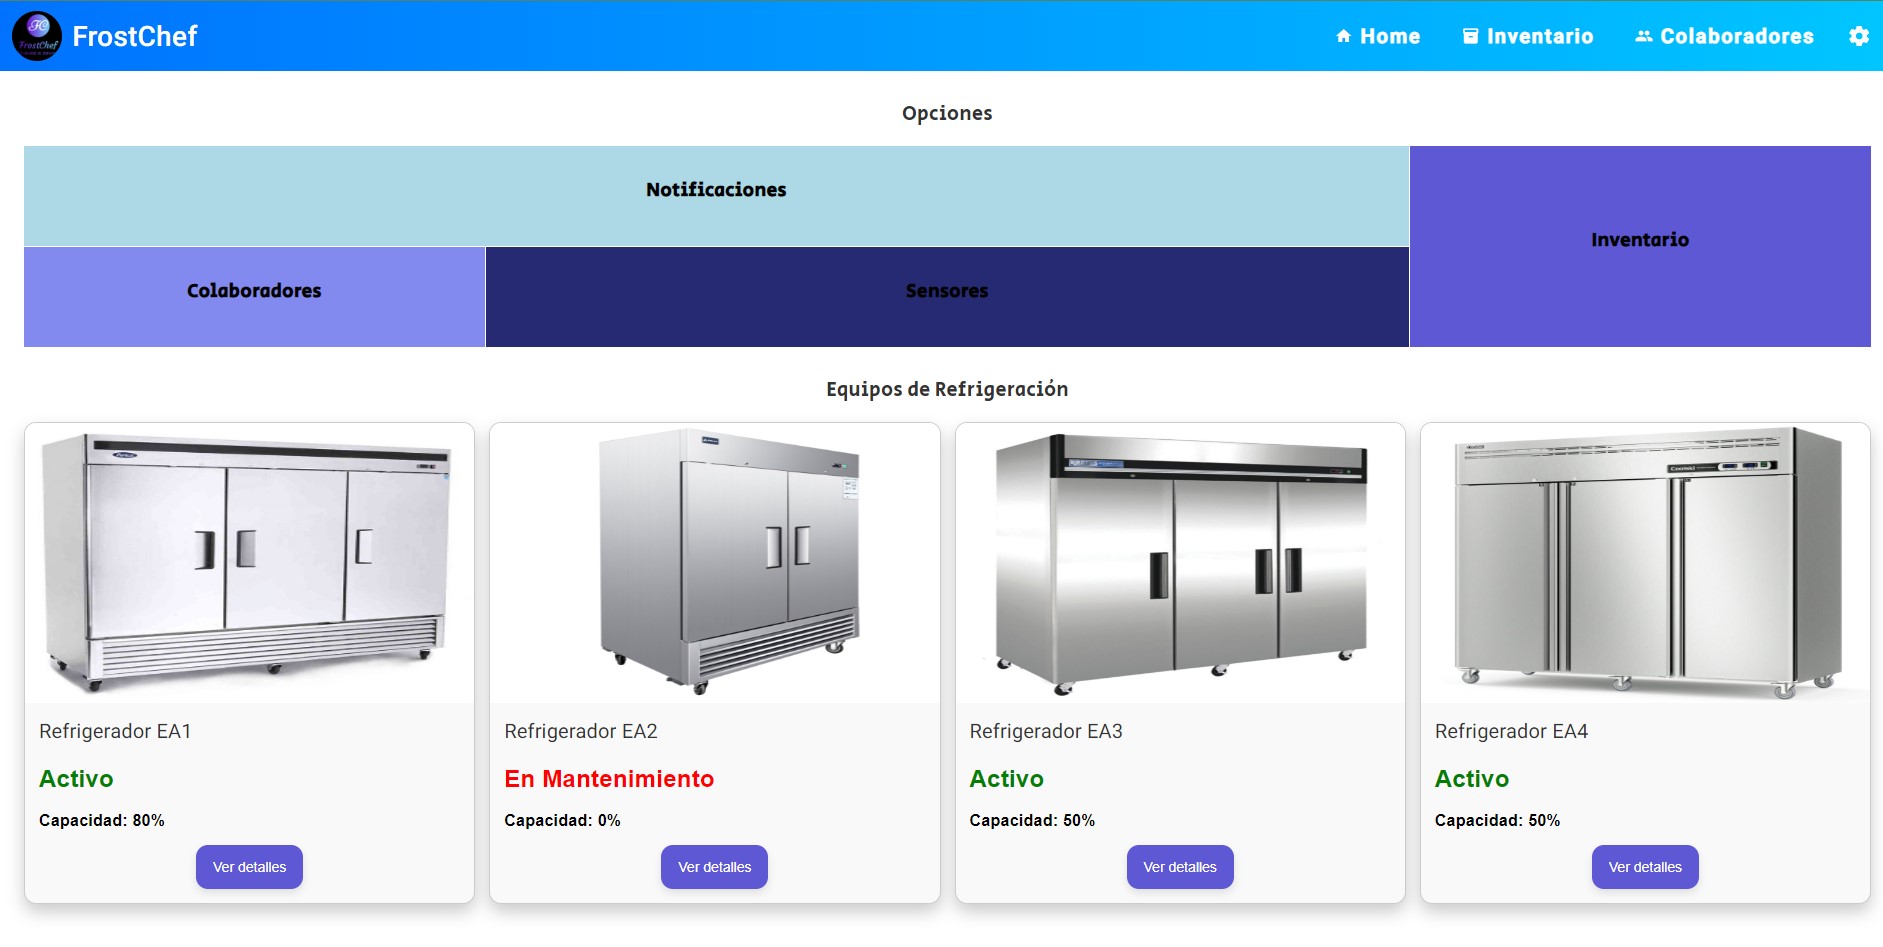 FrostChef
FrostChef
Home
Inventario
Colaboradores
Opciones
Notificaciones
Inventario
Colaboradores
Sensores
Equipos de Refrigeración
Refrigerador EA1
Refrigerador EA2
Refrigerador EA3
Refrigerador EA4
Activo
En Mantenimiento
Activo
Activo
Capacidad: 80%
Capacidad: 0%
Capacidad: 50%
Capacidad: 50%
Ver detalles
Ver detalles
Ver detalles
Ver detalles